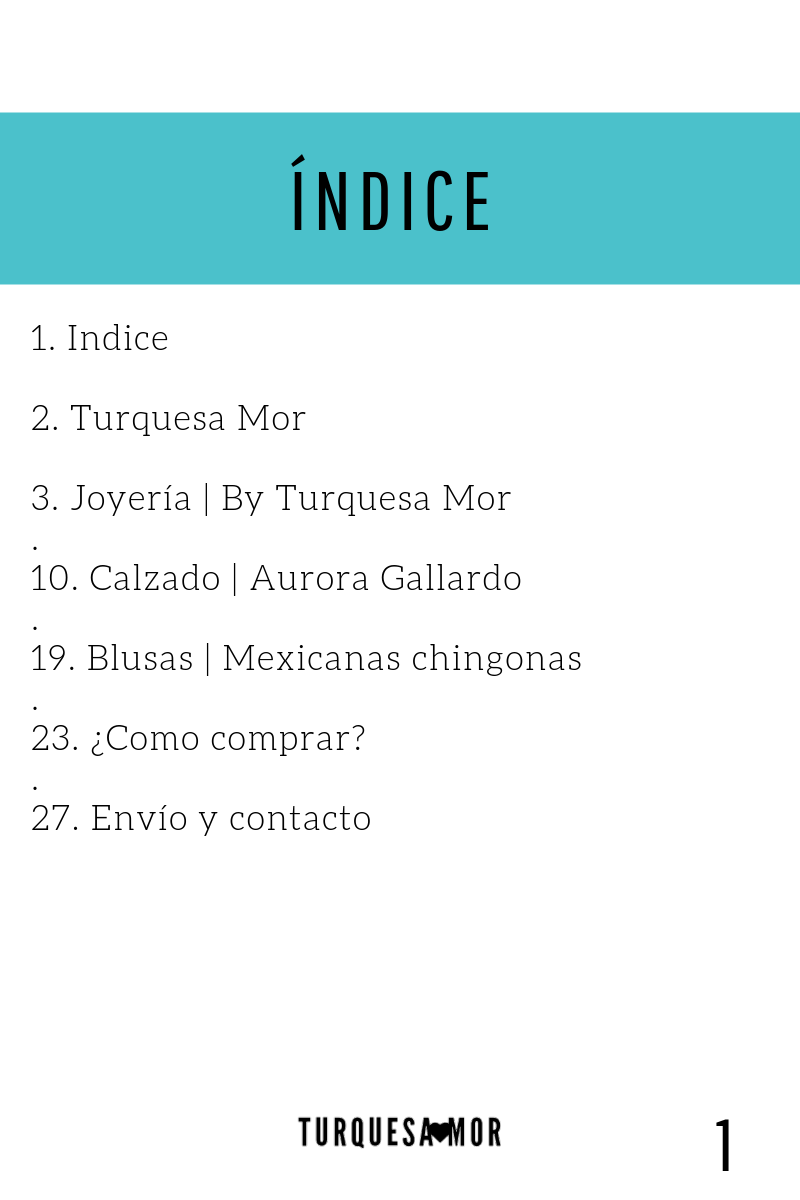 ÍNDICE
1. Indice
2. Turquesa Mor
3. Joyería | By Turquesa Mor
.
10. Calzado | Aurora Gallardo
.
19. Blusas | Mexicanas chingonas
.
23. ¿Como comprar?
.
27. Envío y contacto
TURQUESA♥MOR
1